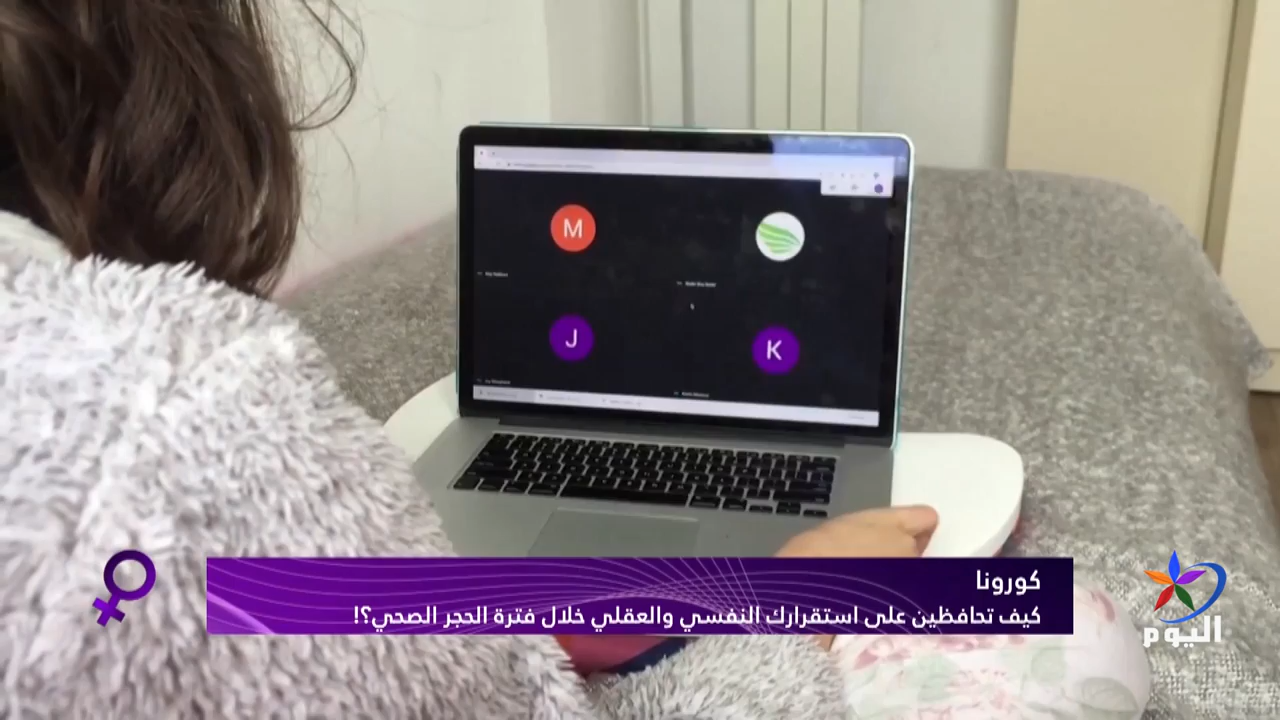 M
J
K
كورونا
كيف تحافظين على استقرارك النفسي والعقلي خلال فترة الحجر الصحي؟!
اليوم